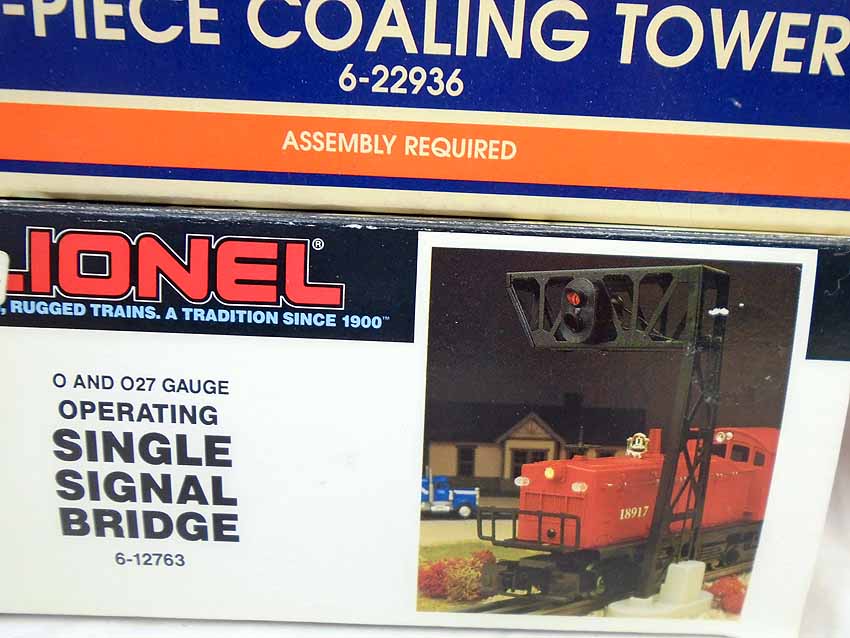 -PIECE COALING TOWER
6-22936
ASSEMBLY REQUIRED
LIONEL®
, RUGGED TRAINS. A TRADITION SINCE 1900™
O AND O27 GAUGE
OPERATING
SINGLE
SIGNAL
BRIDGE
6-12763
18917